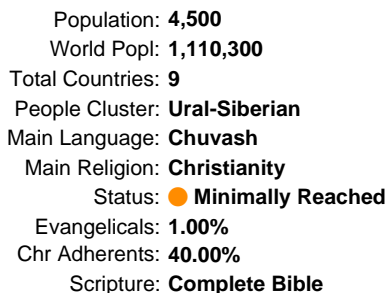 Population: 4,500
World Popl: 1,110,300
Total Countries: 9
People Cluster: Ural-Siberian
Main Language: Chuvash
Main Religion: Christianity
Status: Minimally Reached
Evangelicals: 1.00%
Chr Adherents: 40.00%
Scripture: Complete Bible